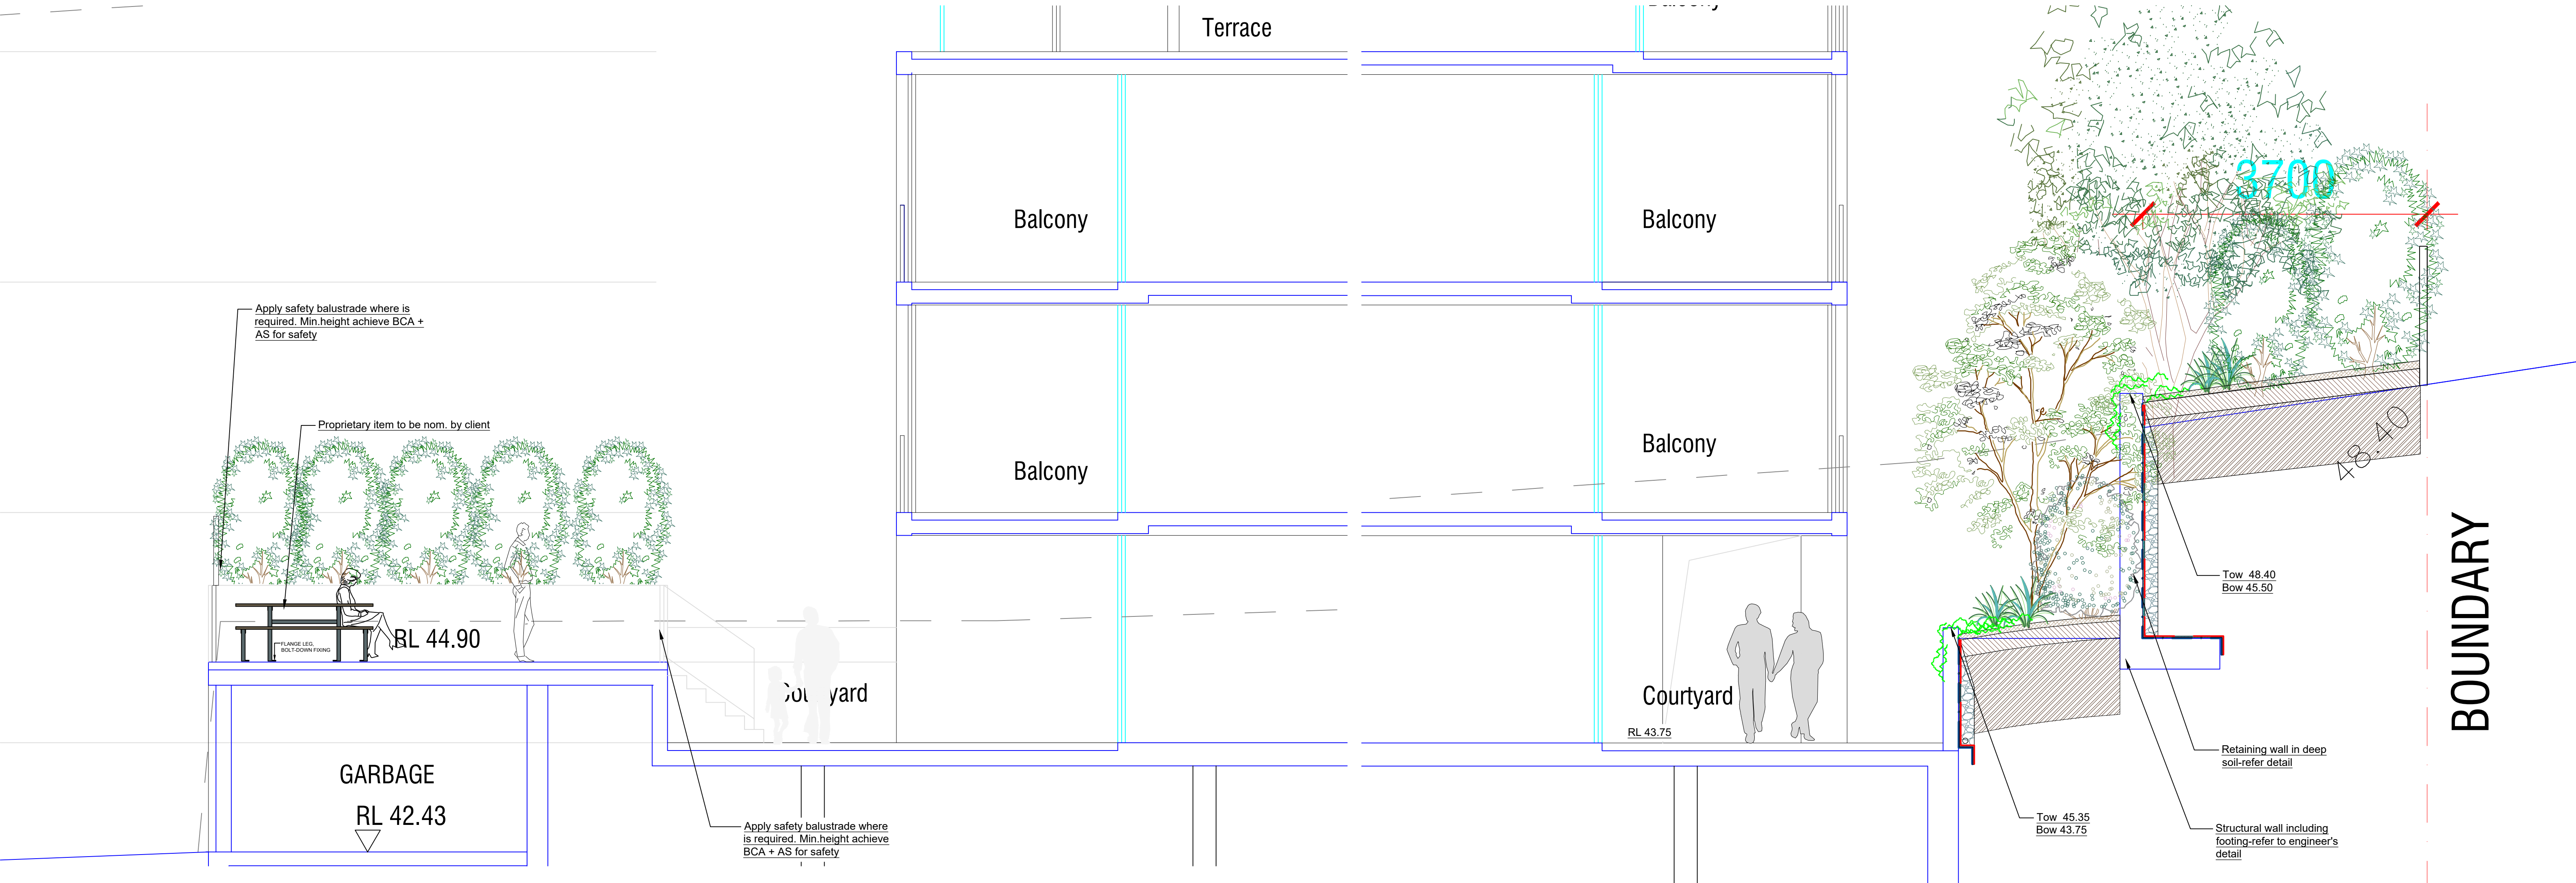 Terrace
Balcony
Balcony
Balcony
Apply safety balustrade where is
required. Min.height achieve BCA +
AS for safety
Proprietary item to be nom. by client
Balcony
Balcony
3700
48.40
BOUNDARY
FLANGE LEG,
BOLT-DOWN FIXING
RL 44.90
Courtyard
Courtyard
RL 43.75
GARBAGE
RL 42.43
Apply safety balustrade where
is required. Min.height achieve
BCA + AS for safety
Tow 48.40
Bow 45.50
Retaining wall in deep
soil-refer detail
Tow 45.35
Bow 43.75
Structural wall including
footing-refer to engineer's
detail